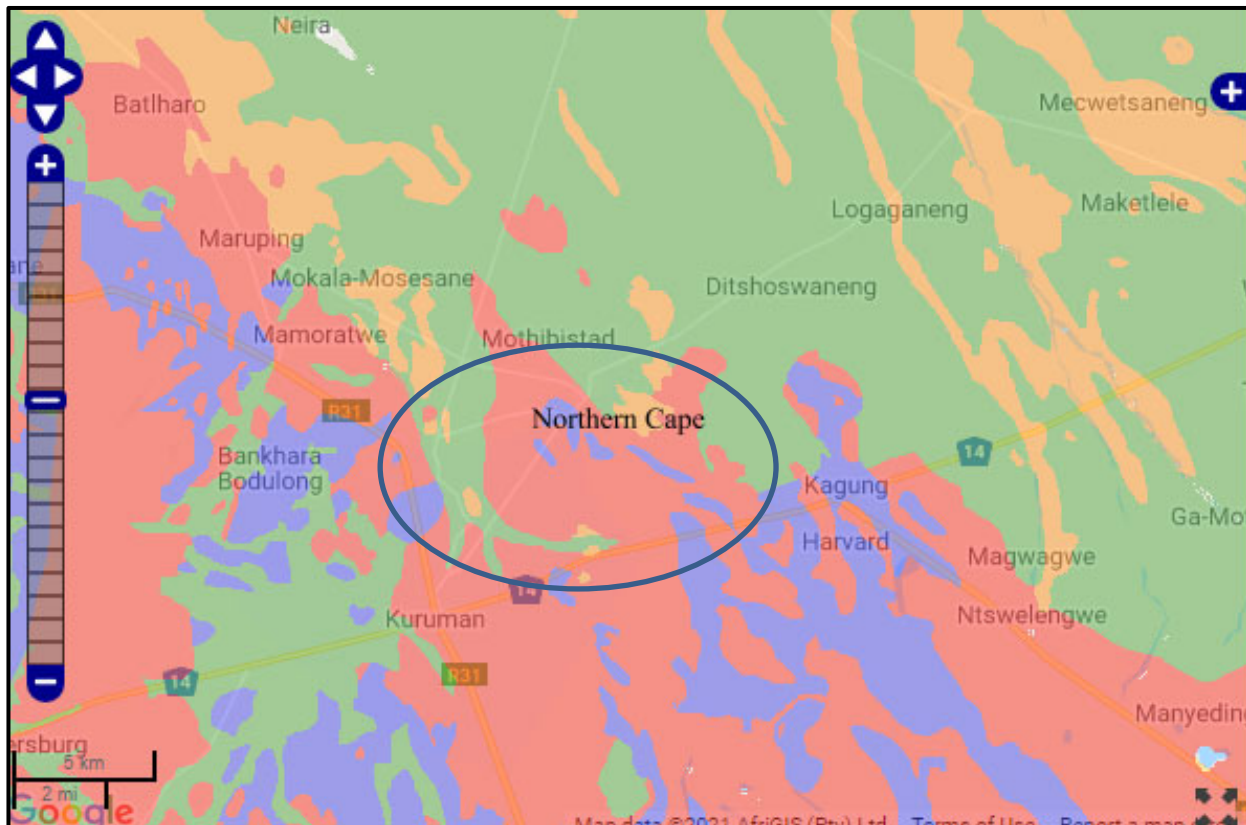 Neira
Batlharo
Mecwetsaneng
Logaganeng
Maketlele
Maruping
Mokala-Mosesane
Ditshoswaneng
Mamoratwe
Mothibistad
R31
Northern Cape
14
Bankhara
Bodulong
Kagung
Harvard
Magwagwe
14
Kuruman
Ntswelengwe
R31
14
5 km
2 mi
Google
Map data ©2021 AfriGIS (Pty) Ltd
Terms of Use
Report a map